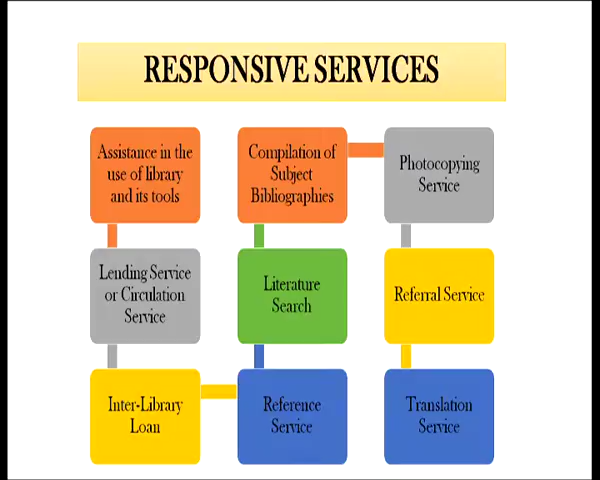 RESPONSIVE SERVICES
Assistance in the
use of library
and its tools
Lending Service
or Circulation
Service
Inter-Library
Loan
Reference
Service
Literature
Search
Compilation of
Subject
Bibliographies
Photocopying
Service
Referral Service
Translation
Service